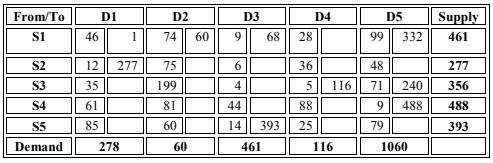 From/To D1 D2 D3 D4 D5 Supply
S1 46 1 74 60 9 68 28 99 332 461
S2 12 277 75 6 36 48 277
S3 35 199 4 5 116 71 240 356
S4 61 81 44 88 9 488 488
S5 85 60 14 393 25 79 393
Demand 278 60 461 116 1060